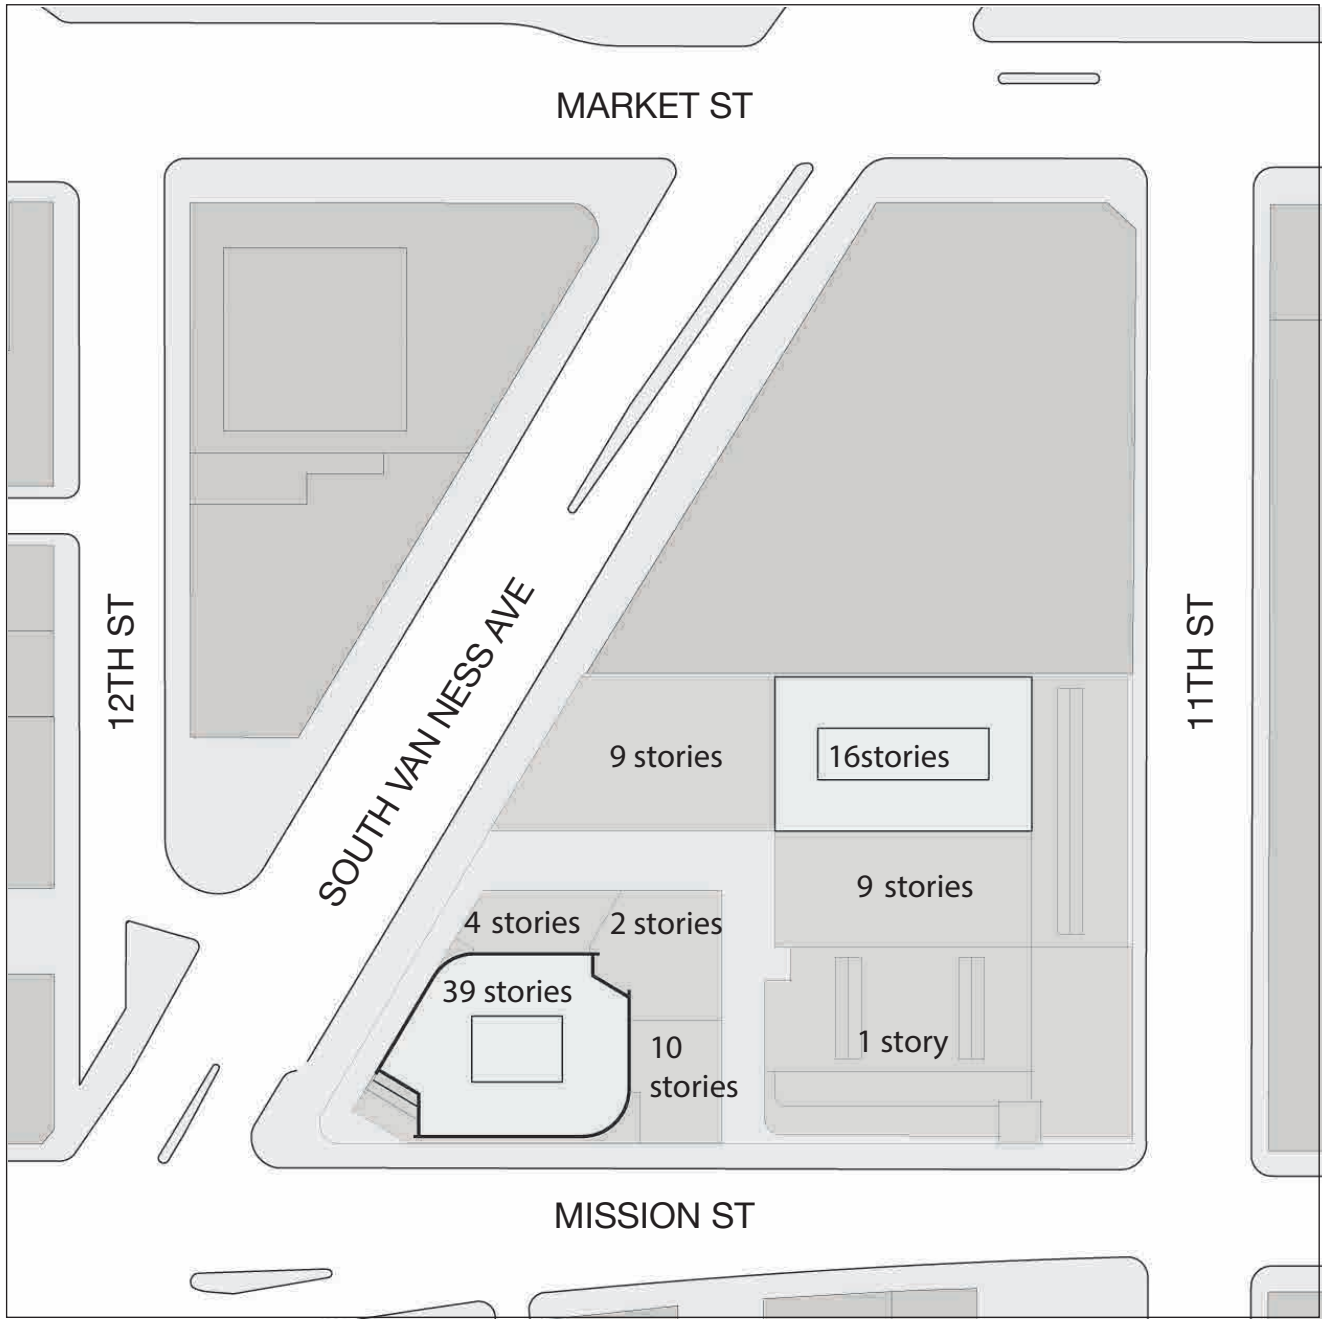 MARKET ST
12TH ST
SOUTH VAN NESS AVE
11TH ST
9 stories
16stories
9 stories
4 stories
2 stories
39 stories
10
stories
1 story
MISSION ST